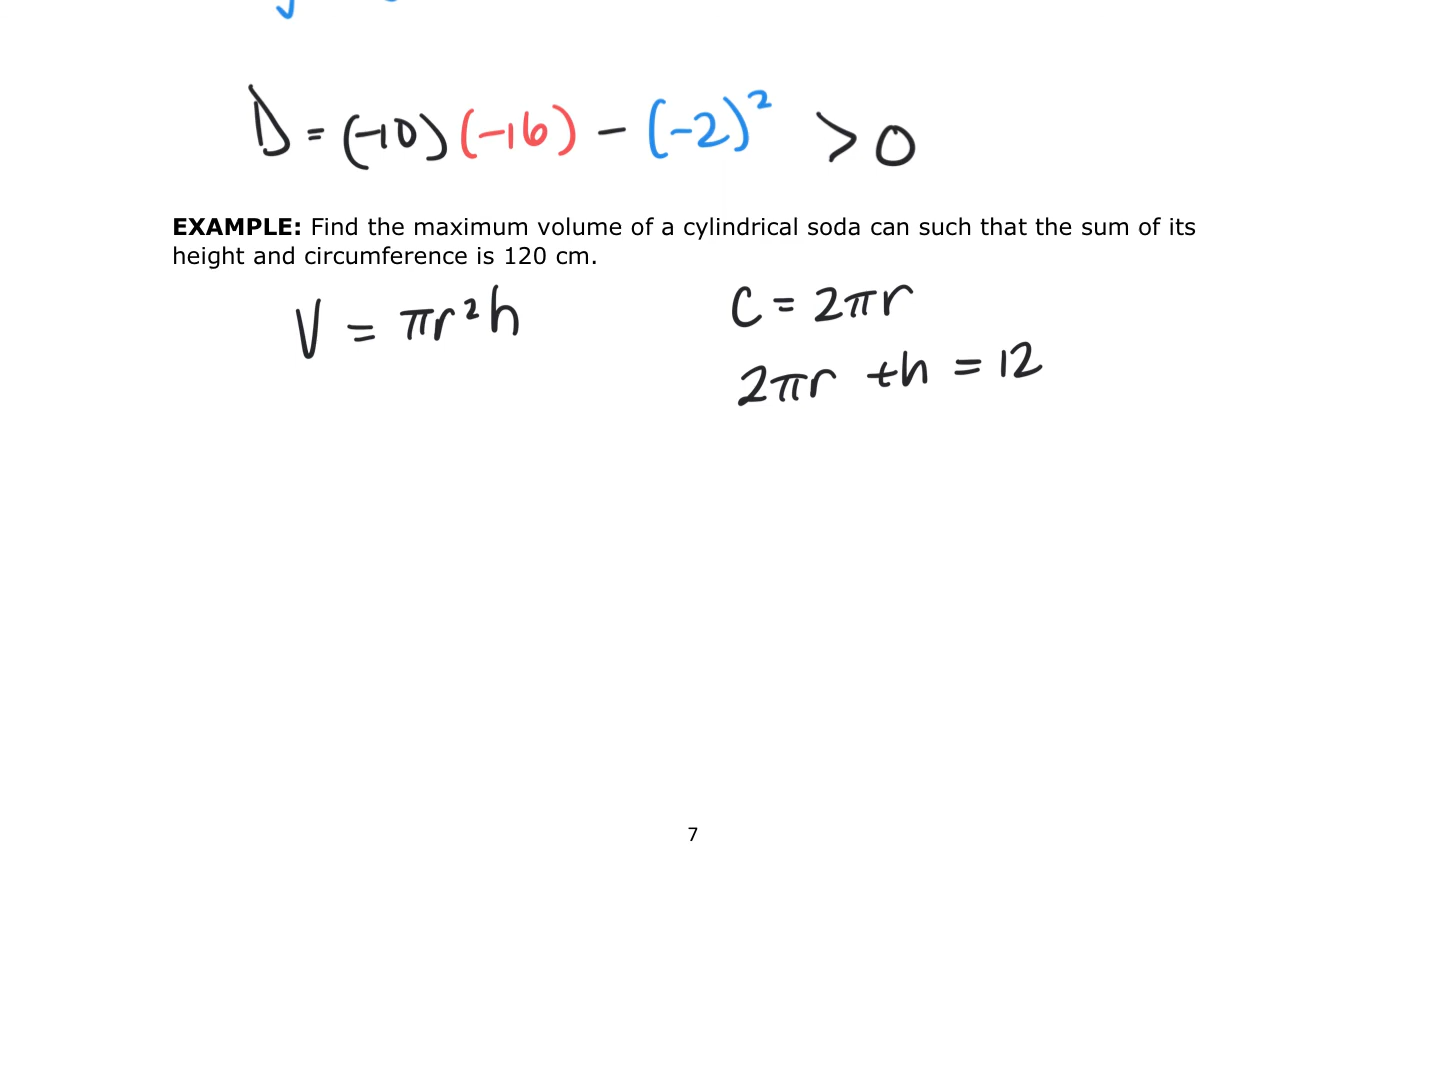 D = (-10)(-16) - (-2)² > 0
EXAMPLE: Find the maximum volume of a cylindrical soda can such that the sum of its
height and circumference is 120 cm.
V = πr²h
C = 2πr
2πr + h = 12
7